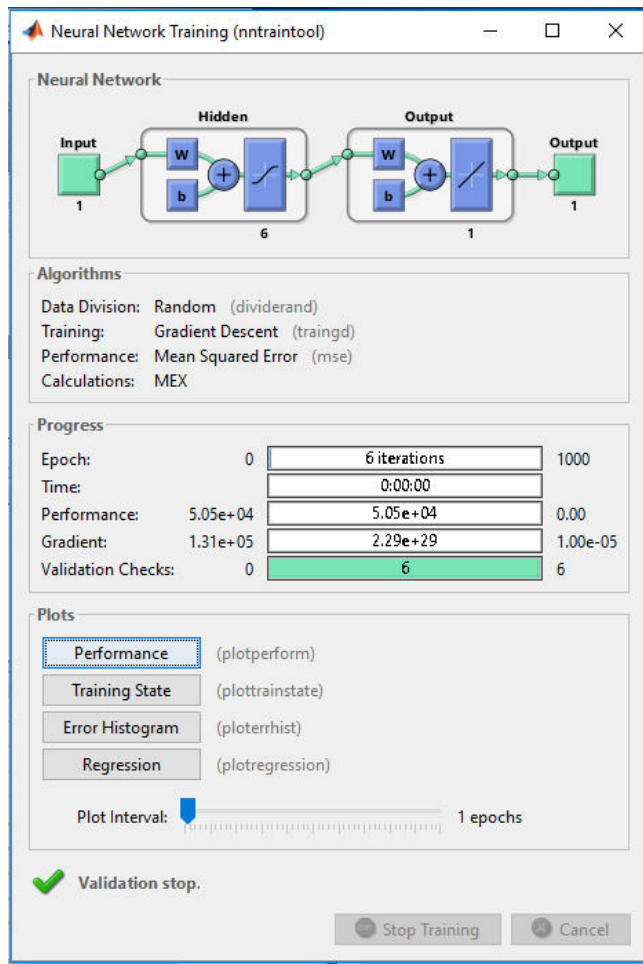 Neural Network Training (nntraintool)
Neural Network
Hidden Output
Input Output
W W
b b
+ +
1 6 1 1
Algorithms
Data Division: Random (dividerand)
Training: Gradient Descent (traingd)
Performance: Mean Squared Error (mse)
Calculations: MEX
Progress
Epoch: 0 6 iterations 1000
Time: 0:00:00
Performance: 5.05e+04 5.05e+04 0.00
Gradient: 1.31e+05 2.29e+29 1.00e-05
Validation Checks: 0 6 6
Plots
Performance (plotperform)
Training State (plottrainstate)
Error Histogram (ploterrhist)
Regression (plotregression)
Plot Interval: 1 epochs
Validation stop.
Stop Training Cancel